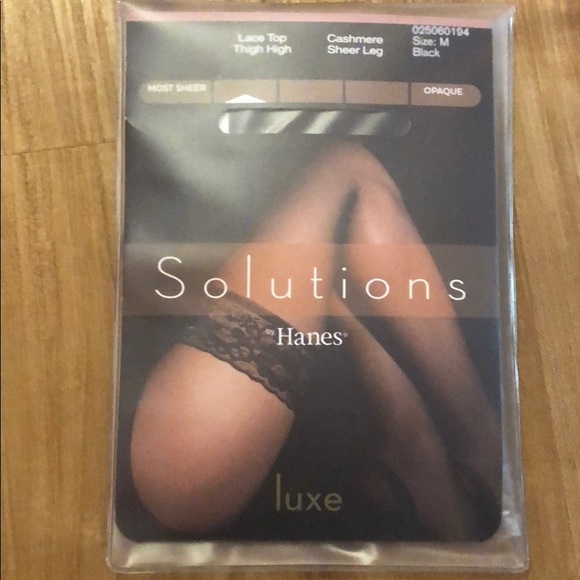 Lace Top
Thigh High
Cashmere
Sheer Leg
025060194
Size: M
Black
MOST SHEER
OPAQUE
Solutions
by Hanes®
luxe